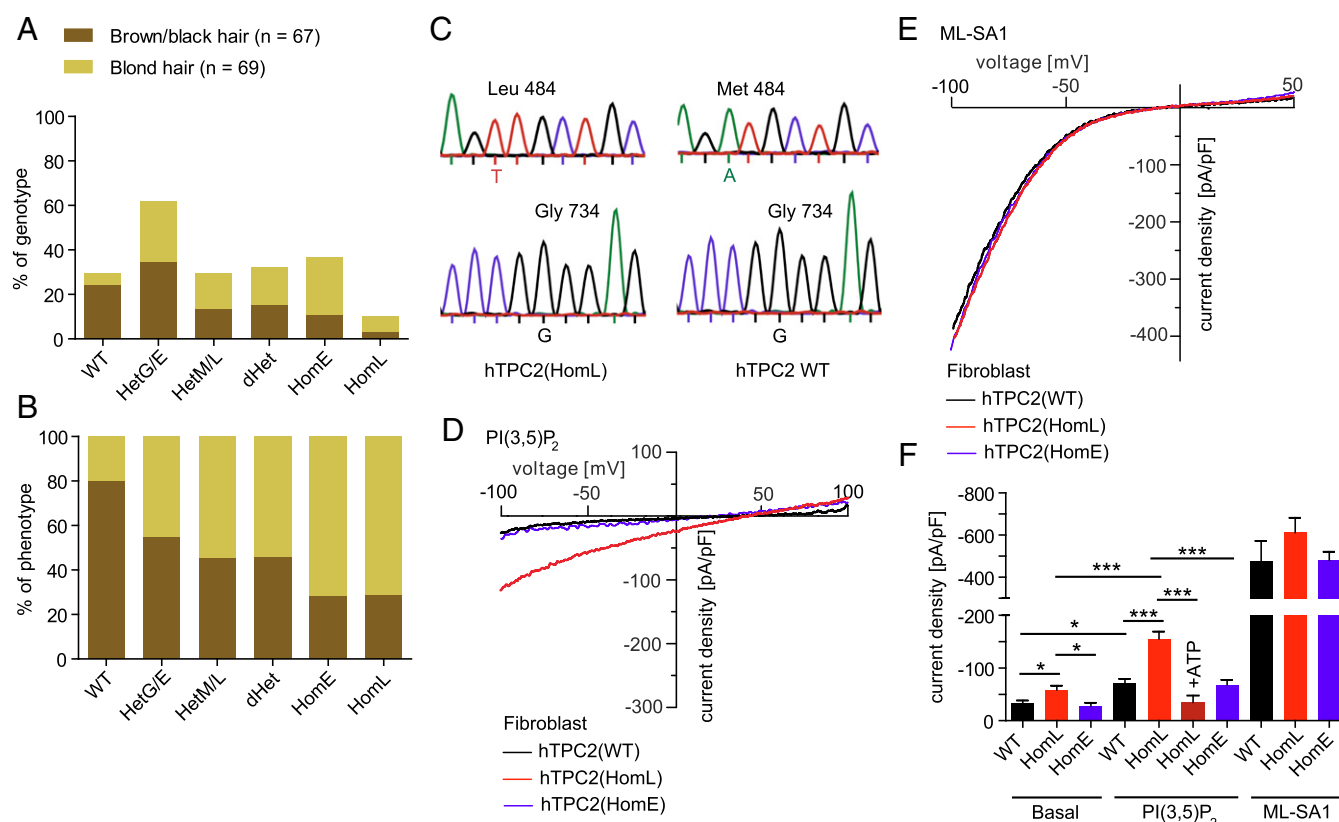 A
Brown/black hair (n = 67)
Blond hair (n = 69)
% of genotype
100
80
60
40
20
0
WT
HetG/E
HetM/L
dHet
HomE
HomL
B
% of phenotype
100
80
60
40
20
0
WT
HetG/E
HetM/L
dHet
HomE
HomL
C
Leu 484
Met 484
T
A
Gly 734
Gly 734
G
G
hTPC2(HomL)
hTPC2 WT
D
PI(3,5)P2
voltage [mV]
-100
-50
50
100
100
-100
-200
-300
current density [pA/pF]
Fibroblast
hTPC2(WT)
hTPC2(HomL)
hTPC2(HomE)
E
ML-SA1
voltage [mV]
-100
-50
50
-100
-200
-300
-400
current density [pA/pF]
Fibroblast
hTPC2(WT)
hTPC2(HomL)
hTPC2(HomE)
F
current density [pA/pF]
-800
-600
-400
-200
-100
0
*
*
*
***
***
***
***
+ATP
WT
HomL
HomE
WT
HomL
HomL
HomE
WT
HomL
HomE
Basal
PI(3,5)P2
ML-SA1